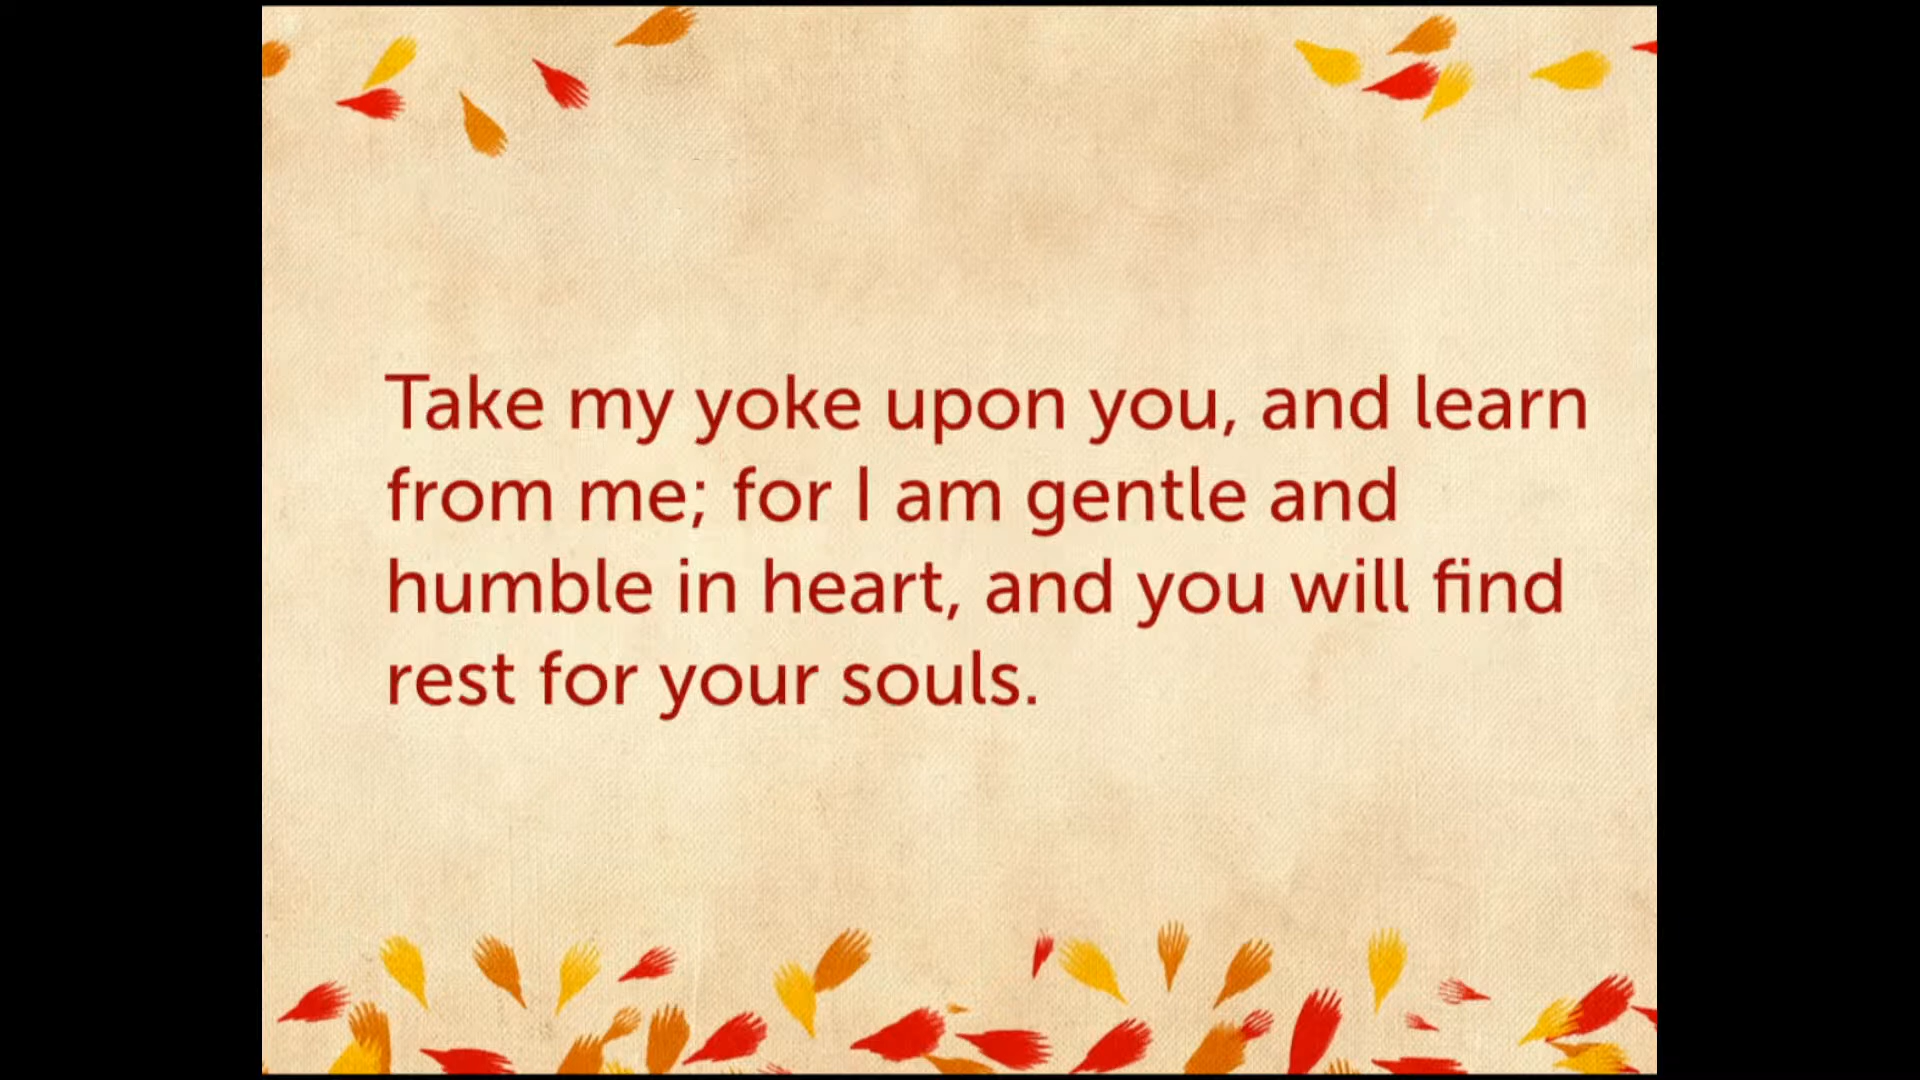 Take my yoke upon you, and learn
from me; for I am gentle and
humble in heart, and you will find
rest for your souls.